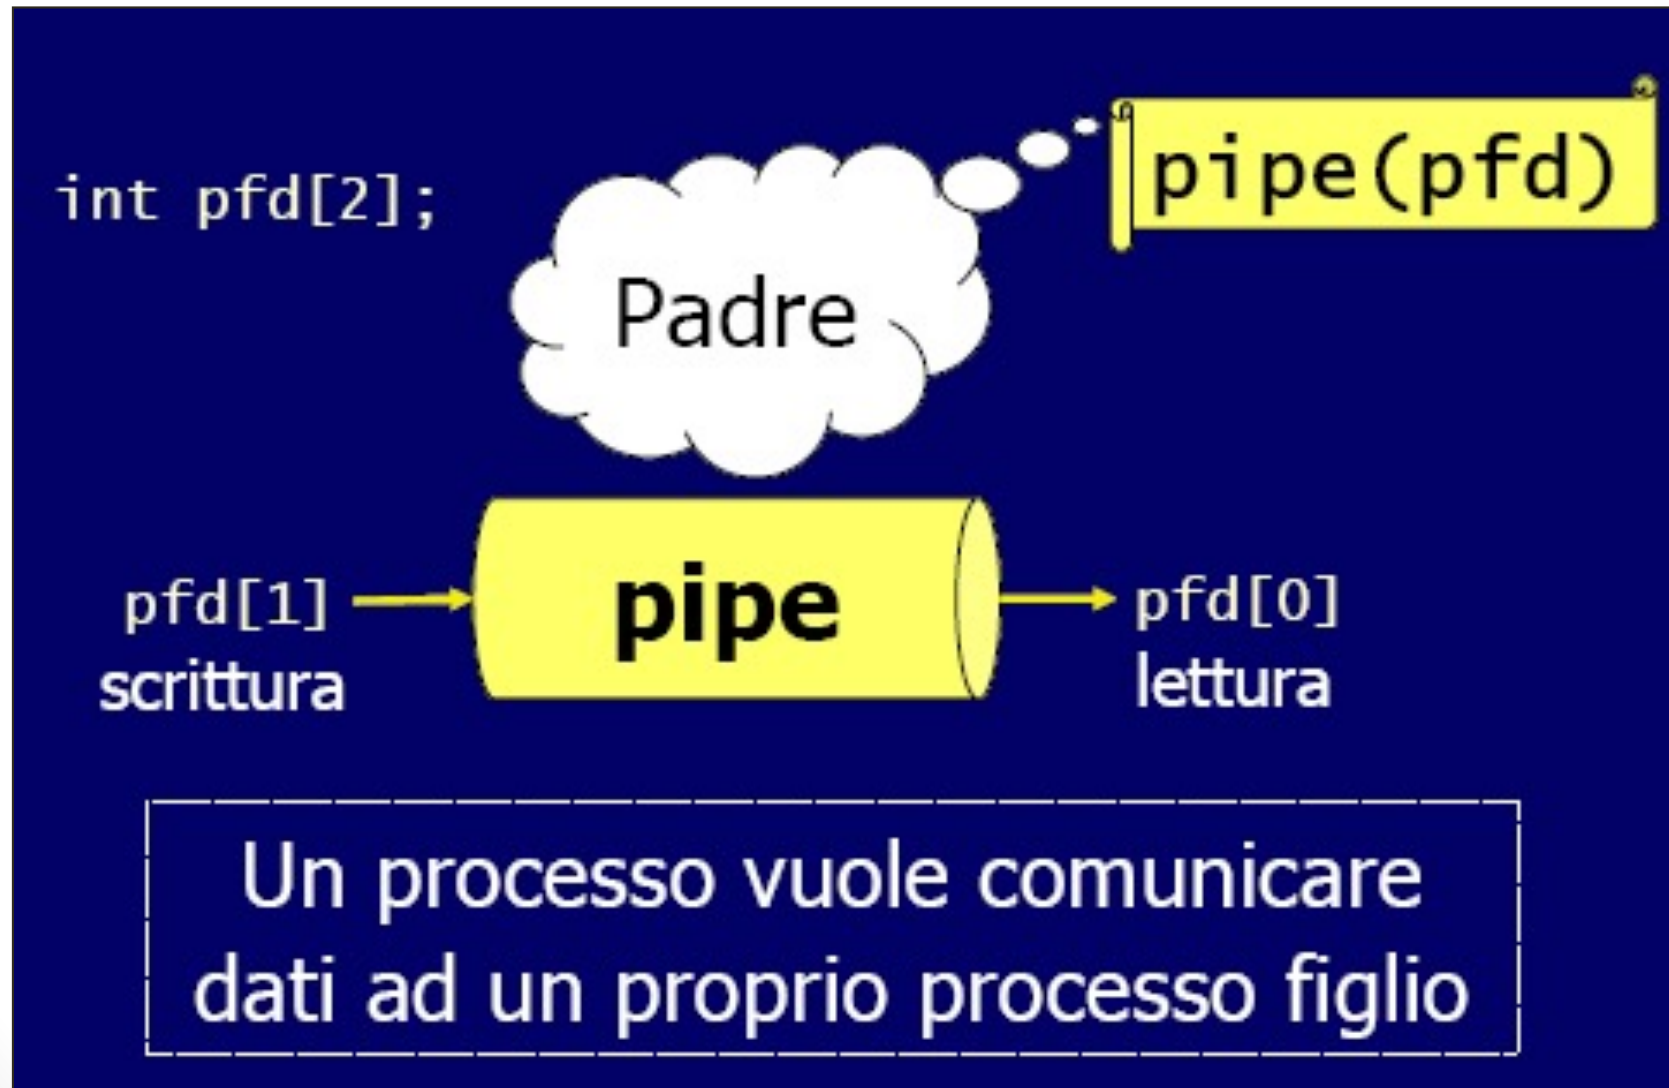 int pfd[2];
pipe(pfd)
Padre
pipe
pfd[1]
scrittura
pfd[0]
lettura
Un processo vuole comunicare
dati ad un proprio processo figlio